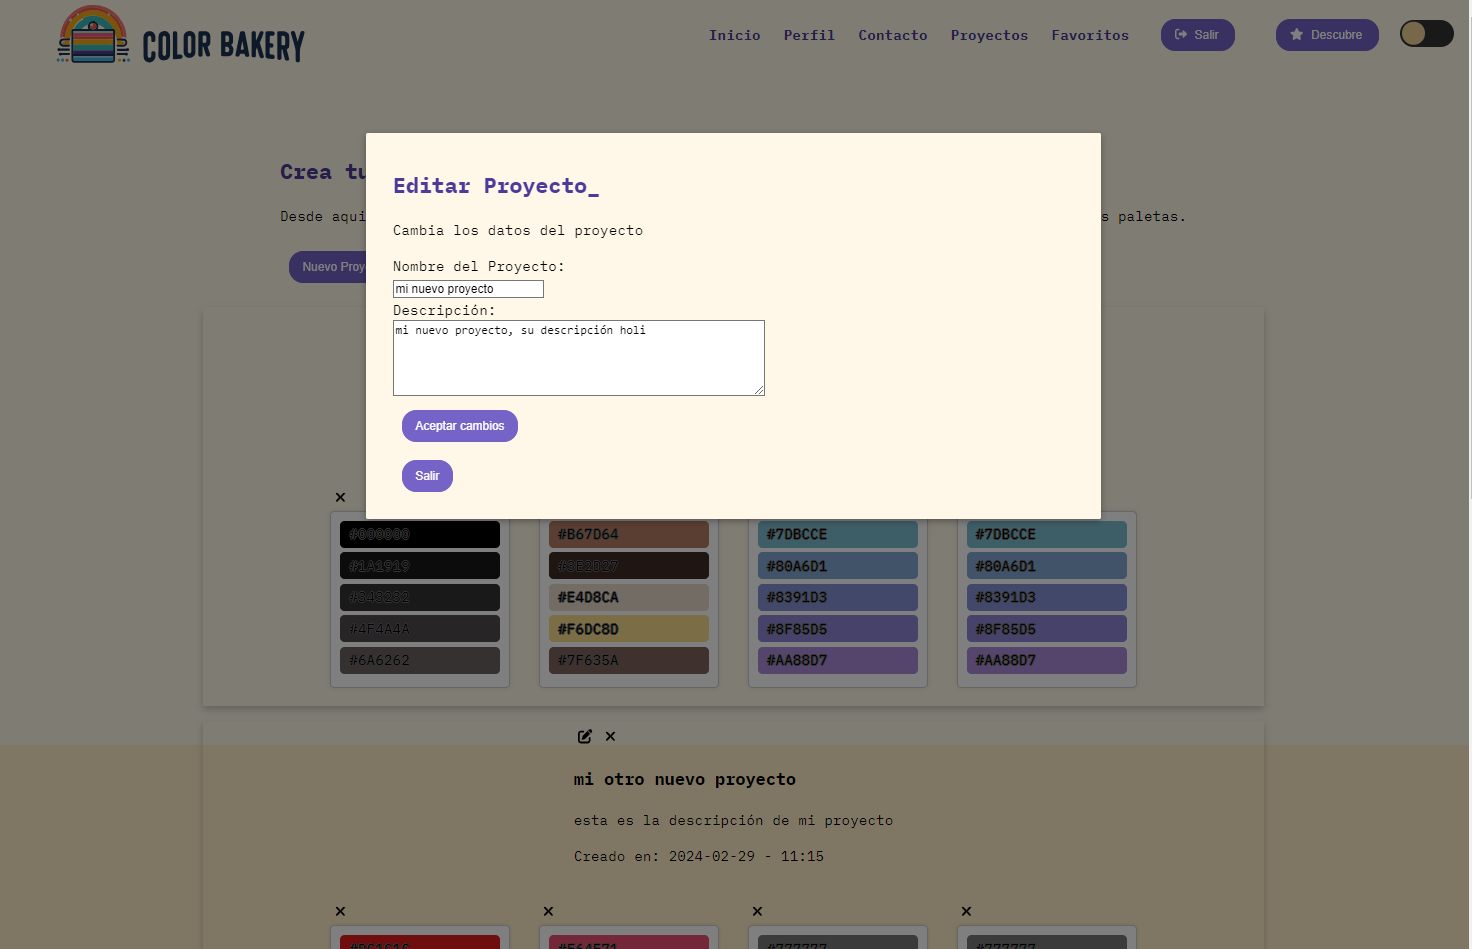 COLOR BAKERY
Inicio Perfil Contacto Proyectos Favoritos Salir Descubre
Crea tu
Editar Proyecto_
Desde aquí s paletas.
Cambia los datos del proyecto
Nuevo Proy
Nombre del Proyecto:
mi nuevo proyecto
Descripción:
mi nuevo proyecto, su descripción holi
Aceptar cambios
Salir
#000000 #B67D64 #7DBCCE #7DBCCE
#1A1919 #3E2D27 #80A6D1 #80A6D1
#343232 #E4D8CA #8391D3 #8391D3
#4F4A4A #F6DC8D #8F85D5 #8F85D5
#6A6262 #7F635A #AA88D7 #AA88D7
mi otro nuevo proyecto
esta es la descripción de mi proyecto
Creado en: 2024-02-29 - 11:15
#777777 #777777